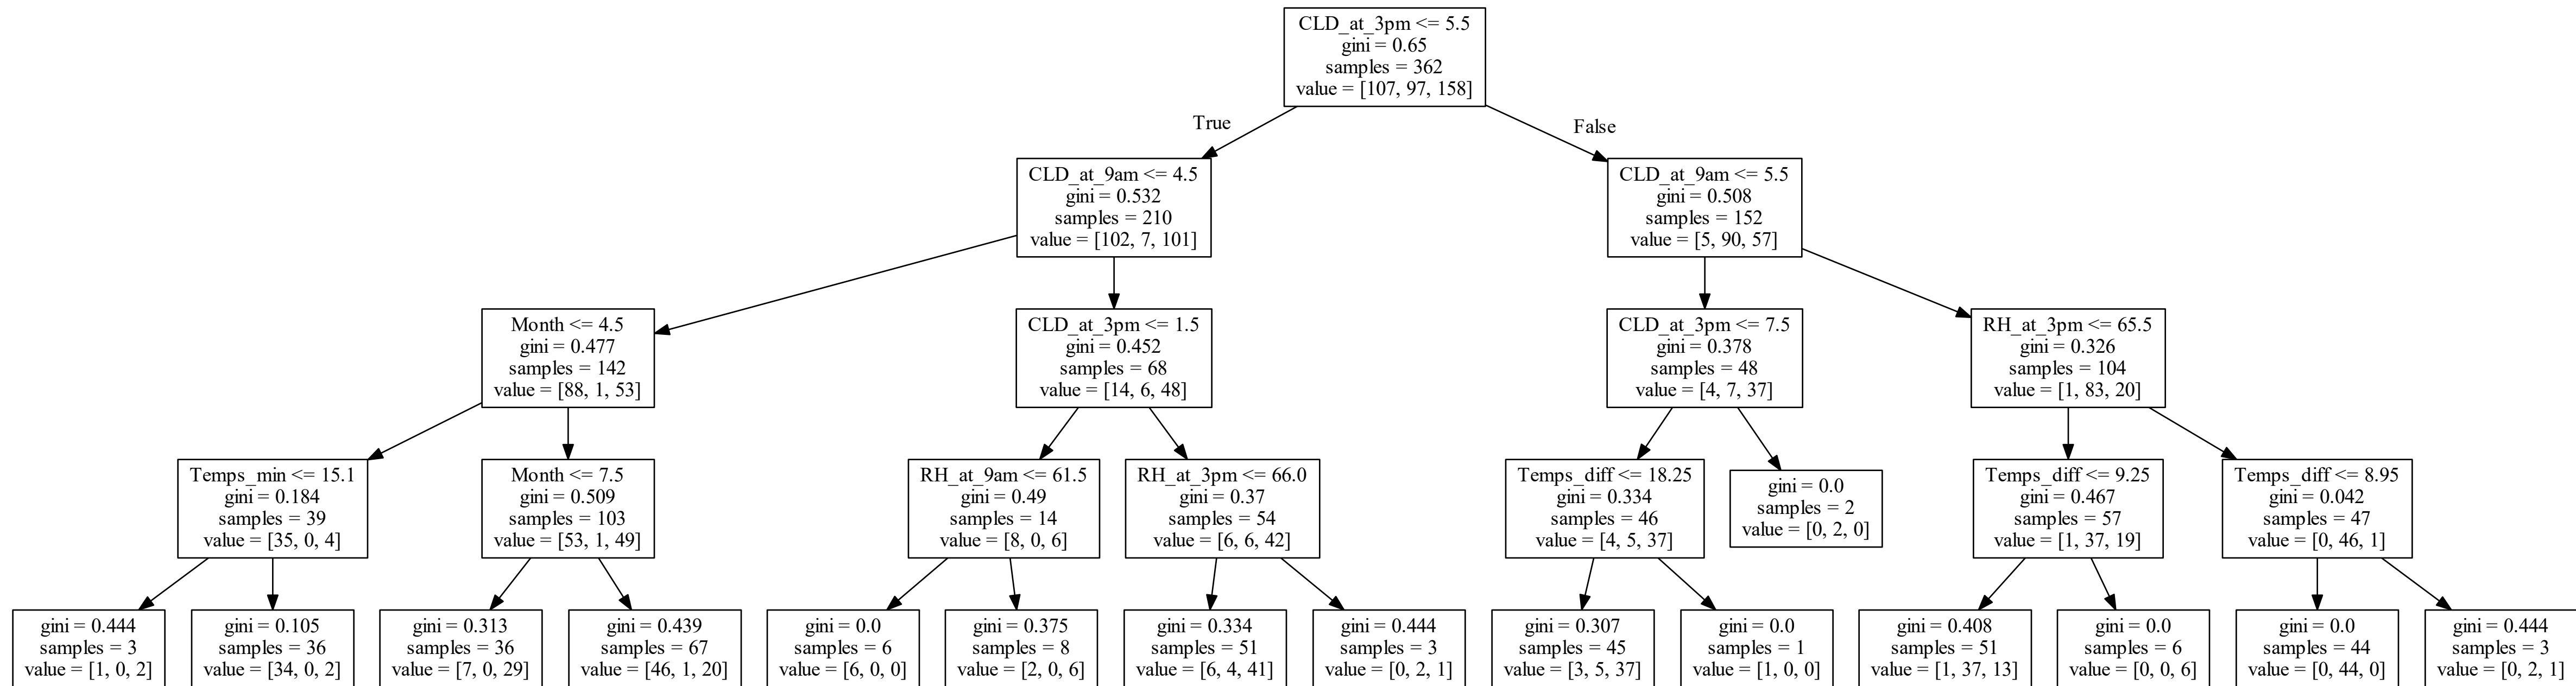 CLD_at_3pm <= 5.5
gini = 0.65
samples = 362
value = [107, 97, 158]
True
False
CLD_at_9am <= 4.5
gini = 0.532
samples = 210
value = [102, 7, 101]
CLD_at_9am <= 5.5
gini = 0.508
samples = 152
value = [5, 90, 57]
Month <= 4.5
gini = 0.477
samples = 142
value = [88, 1, 53]
CLD_at_3pm <= 1.5
gini = 0.452
samples = 68
value = [14, 6, 48]
CLD_at_3pm <= 7.5
gini = 0.378
samples = 48
value = [4, 7, 37]
RH_at_3pm <= 65.5
gini = 0.326
samples = 104
value = [1, 83, 20]
Temps_min <= 15.1
gini = 0.184
samples = 39
value = [35, 0, 4]
Month <= 7.5
gini = 0.509
samples = 103
value = [53, 1, 49]
RH_at_9am <= 61.5
gini = 0.49
samples = 14
value = [8, 0, 6]
RH_at_3pm <= 66.0
gini = 0.37
samples = 54
value = [6, 6, 42]
Temps_diff <= 18.25
gini = 0.334
samples = 46
value = [4, 5, 37]
gini = 0.0
samples = 2
value = [0, 2, 0]
Temps_diff <= 9.25
gini = 0.467
samples = 57
value = [1, 37, 19]
Temps_diff <= 8.95
gini = 0.042
samples = 47
value = [0, 46, 1]
gini = 0.444
samples = 3
value = [1, 0, 2]
gini = 0.105
samples = 36
value = [34, 0, 2]
gini = 0.313
samples = 36
value = [7, 0, 29]
gini = 0.439
samples = 67
value = [46, 1, 20]
gini = 0.0
samples = 6
value = [6, 0, 0]
gini = 0.375
samples = 8
value = [2, 0, 6]
gini = 0.334
samples = 51
value = [6, 4, 41]
gini = 0.444
samples = 3
value = [0, 2, 1]
gini = 0.307
samples = 45
value = [3, 5, 37]
gini = 0.0
samples = 1
value = [1, 0, 0]
gini = 0.408
samples = 51
value = [1, 37, 13]
gini = 0.0
samples = 6
value = [0, 0, 6]
gini = 0.0
samples = 44
value = [0, 44, 0]
gini = 0.444
samples = 3
value = [0, 2, 1]